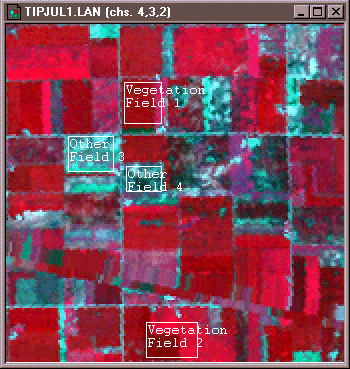 TIPJUL1.LAN (chs. 4,3,2)
Vegetation
Field 1
Other
Field 3
Other
Field 4
Vegetation
Field 2